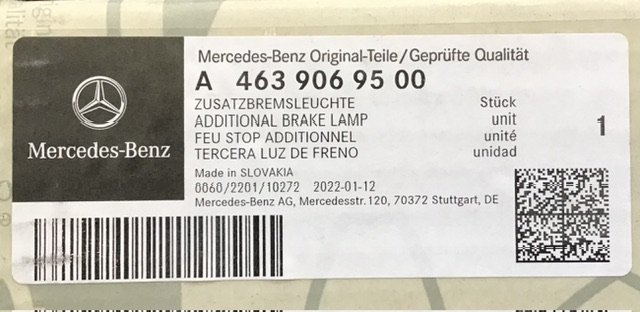 Mercedes-Benz Original-Teile/Geprüfte Qualität
A 463 906 95 00
ZUSATZBREMSLEUCHTE Stück
ADDITIONAL BRAKE LAMP unit 1
FEU STOP ADDITIONNEL unité
TERCERA LUZ DE FRENO unidad
Mercedes-Benz
Made in SLOVAKIA
0060/2201/10272 2022-01-12
Mercedes-Benz AG, Mercedesstr. 120, 70372 Stuttgart, DE